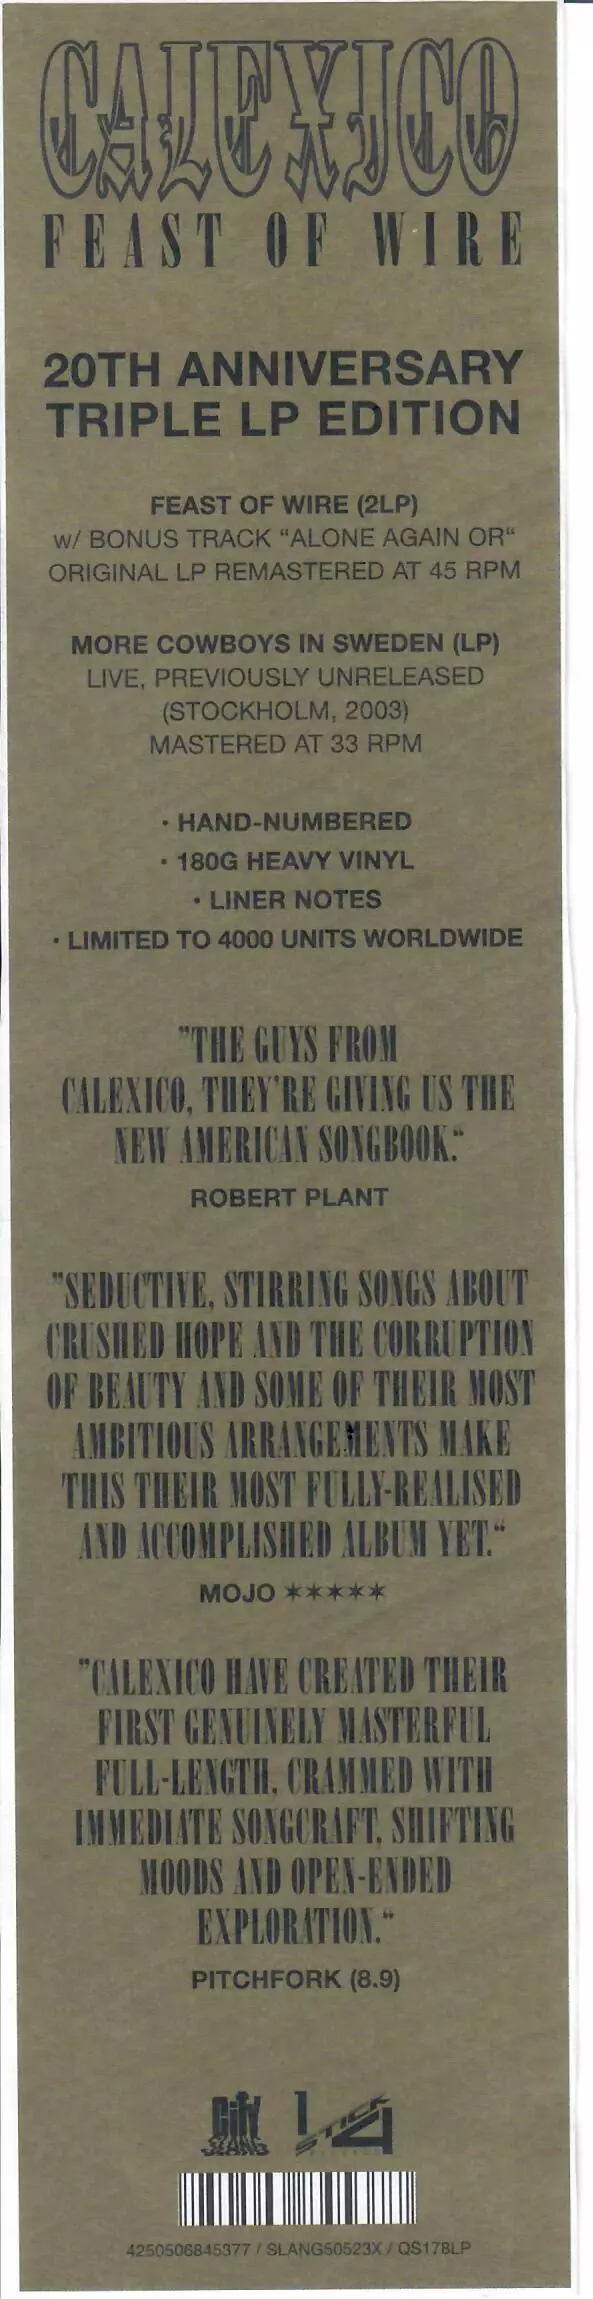 CALEXICO
FEAST OF WIRE
20TH ANNIVERSARY
TRIPLE LP EDITION
FEAST OF WIRE (2LP)
w/ BONUS TRACK "ALONE AGAIN OR“
ORIGINAL LP REMASTERED AT 45 RPM
MORE COWBOYS IN SWEDEN (LP)
LIVE, PREVIOUSLY UNRELEASED
(STOCKHOLM, 2003)
MASTERED AT 33 RPM
· HAND-NUMBERED
· 180G HEAVY VINYL
· LINER NOTES
· LIMITED TO 4000 UNITS WORLDWIDE
"THE GUYS FROM
CALEXICO, THEY'RE GIVING US THE
NEW AMERICAN SONGBOOK.“
ROBERT PLANT
"SEDUCTIVE, STIRRING SONGS ABOUT
CRUSHED HOPE AND THE CORRUPTION
OF BEAUTY AND SOME OF THEIR MOST
AMBITIOUS ARRANGEMENTS MAKE
THIS THEIR MOST FULLY-REALISED
AND ACCOMPLISHED ALBUM YET.“
MOJO ✶✶✶✶✶
"CALEXICO HAVE CREATED THEIR
FIRST GENUINELY MASTERFUL
FULL-LENGTH, CRAMMED WITH
IMMEDIATE SONGCRAFT, SHIFTING
MOODS AND OPEN-ENDED
EXPLORATION.“
PITCHFORK (8.9)
City SLANG
1/4 STICK
4250506845377 / SLANG50523X / QS178LP